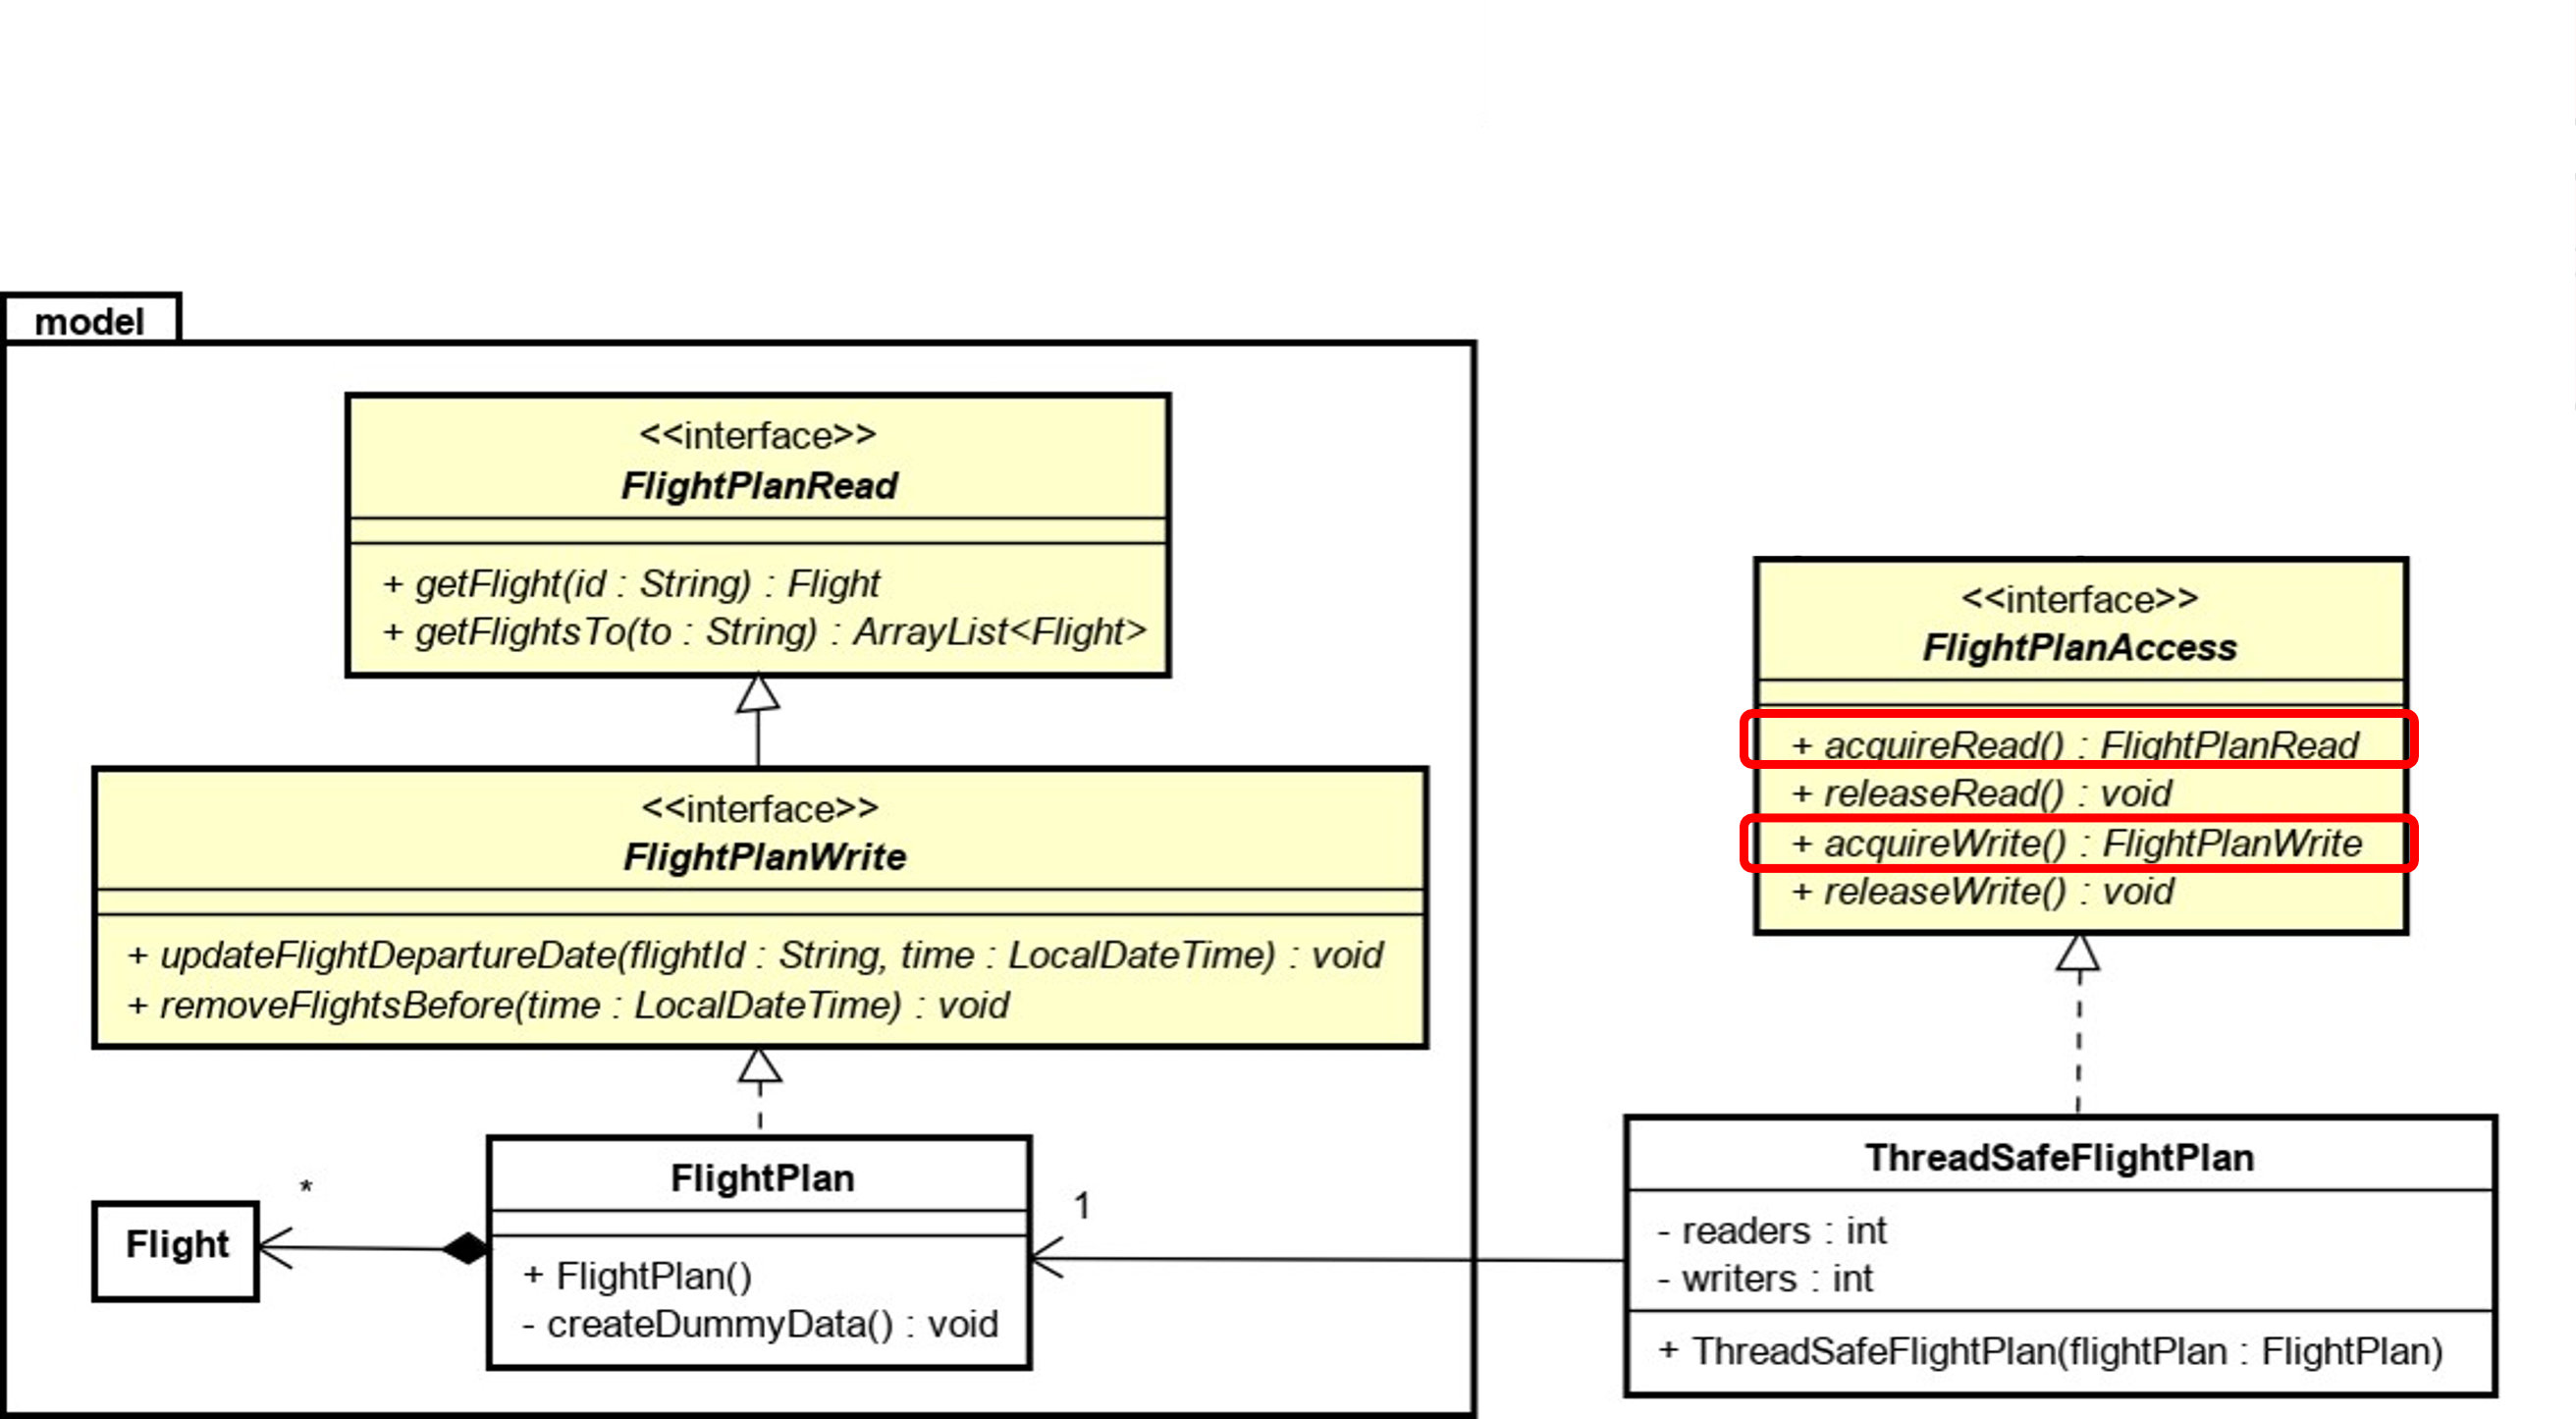 model
<<interface>>
FlightPlanRead
+ getFlight(id : String) : Flight
+ getFlightsTo(to : String) : ArrayList<Flight>
<<interface>>
FlightPlanWrite
+ updateFlightDepartureDate(flightId : String, time : LocalDateTime) : void
+ removeFlightsBefore(time : LocalDateTime) : void
Flight
*
FlightPlan
+ FlightPlan()
- createDummyData() : void
1
<<interface>>
FlightPlanAccess
+ acquireRead() : FlightPlanRead
+ releaseRead() : void
+ acquireWrite() : FlightPlanWrite
+ releaseWrite() : void
ThreadSafeFlightPlan
- readers : int
- writers : int
+ ThreadSafeFlightPlan(flightPlan : FlightPlan)